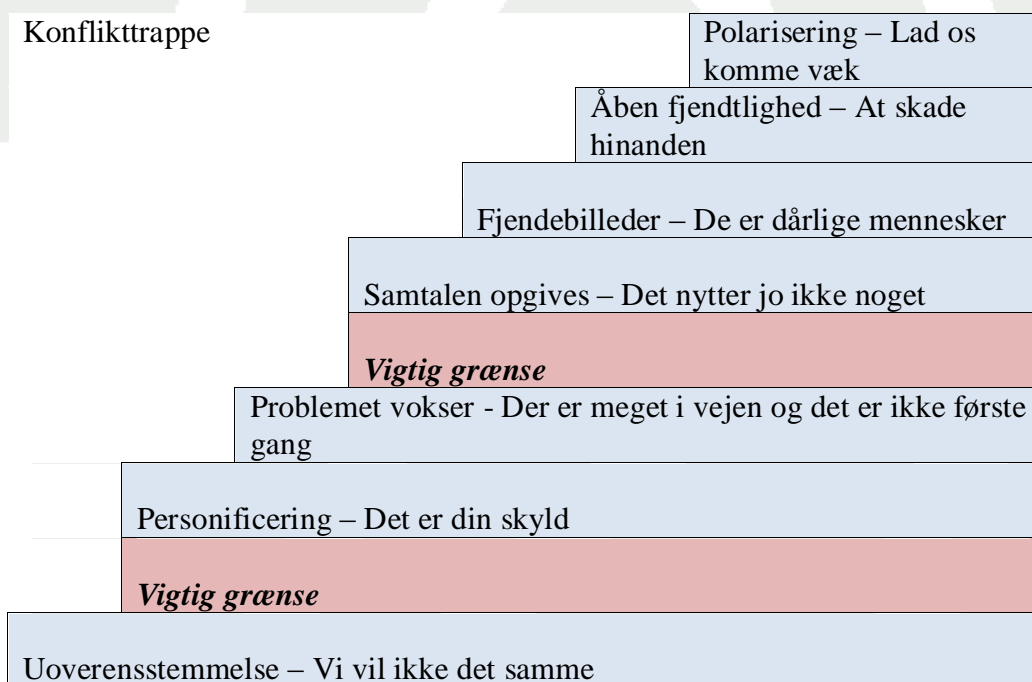 Konflikttrappe
Polarisering – Lad os
komme væk
Åben fjendtlighed – At skade
hinanden
Fjendebilleder – De er dårlige mennesker
Samtalen opgives – Det nytter jo ikke noget
Vigtig grænse
Problemet vokser - Der er meget i vejen og det er ikke første
gang
Personificering – Det er din skyld
Vigtig grænse
Uoverensstemmelse – Vi vil ikke det samme